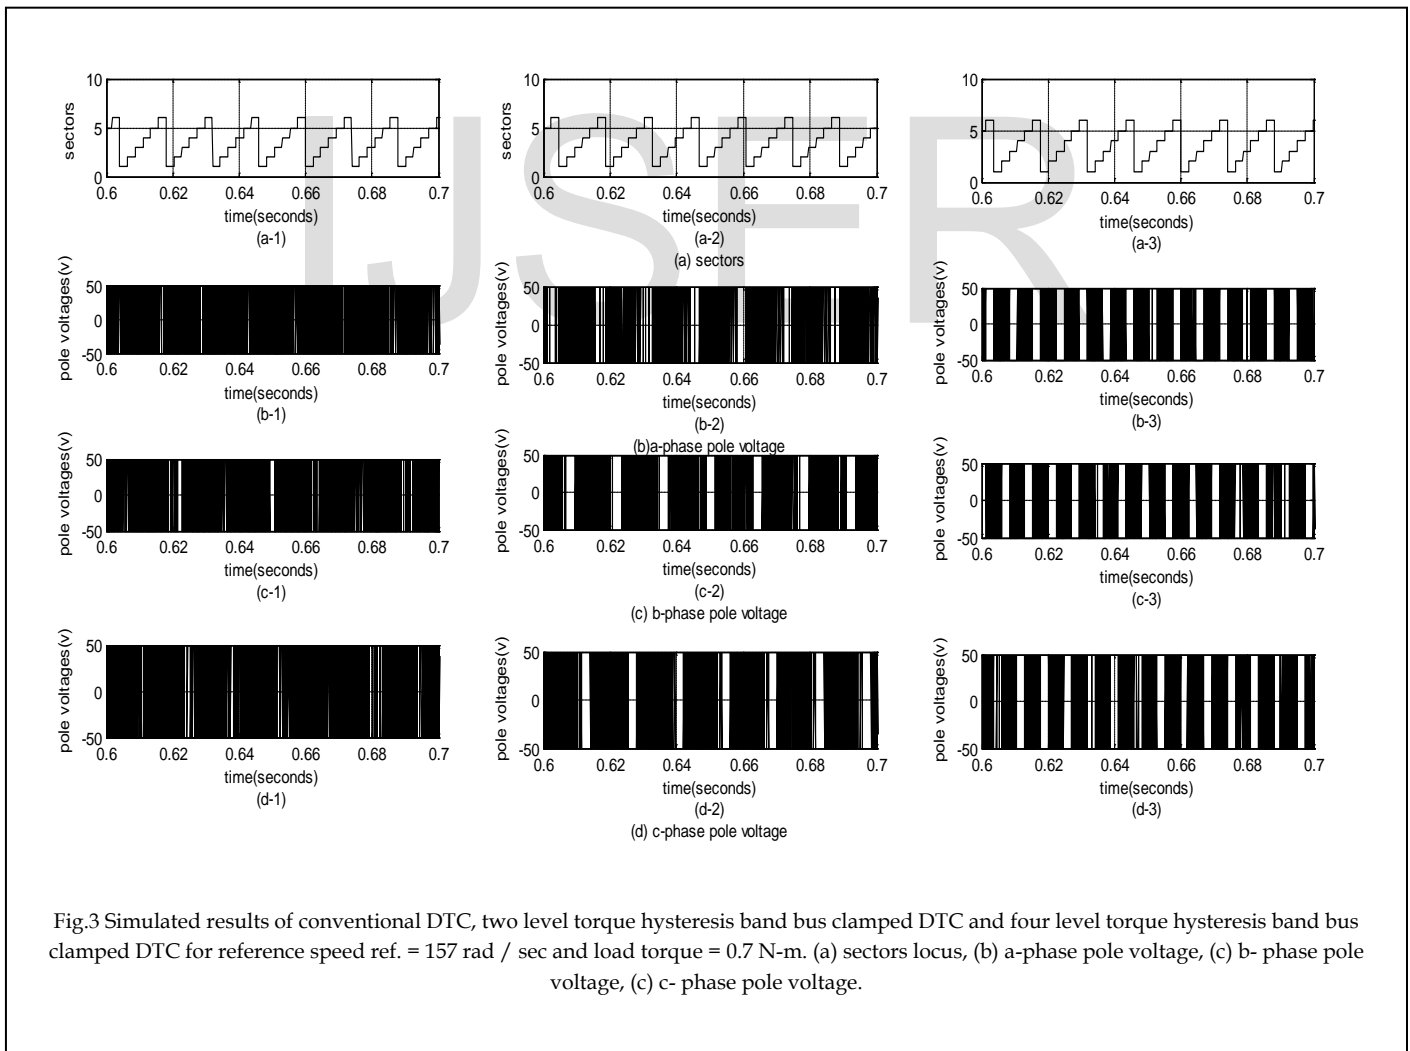 IJSER
sectors
10
5
0
0.6 0.62 0.64 0.66 0.68 0.7
time(seconds)
(a-1)
sectors
10
5
0
0.6 0.62 0.64 0.66 0.68 0.7
time(seconds)
(a-2)
(a) sectors
10
5
0
0.6 0.62 0.64 0.66 0.68 0.7
time(seconds)
(a-3)
pole voltages(v)
50
0
-50
0.6 0.62 0.64 0.66 0.68 0.7
time(seconds)
(b-1)
pole voltages(v)
50
0
-50
0.6 0.62 0.64 0.66 0.68 0.7
time(seconds)
(b-2)
(b)a-phase pole voltage
pole voltages(v)
50
0
-50
0.6 0.62 0.64 0.66 0.68 0.7
time(seconds)
(b-3)
pole voltages(v)
50
0
-50
0.6 0.62 0.64 0.66 0.68 0.7
time(seconds)
(c-1)
pole voltages(v)
50
0
-50
0.6 0.62 0.64 0.66 0.68 0.7
time(seconds)
(c-2)
(c) b-phase pole voltage
pole voltages(v)
50
0
-50
0.6 0.62 0.64 0.66 0.68 0.7
time(seconds)
(c-3)
pole voltages(v)
50
0
-50
0.6 0.62 0.64 0.66 0.68 0.7
time(seconds)
(d-1)
pole voltages(v)
50
0
-50
0.6 0.62 0.64 0.66 0.68 0.7
time(seconds)
(d-2)
(d) c-phase pole voltage
pole voltages(v)
50
0
-50
0.6 0.62 0.64 0.66 0.68 0.7
time(seconds)
(d-3)
Fig.3 Simulated results of conventional DTC, two level torque hysteresis band bus clamped DTC and four level torque hysteresis band bus
clamped DTC for reference speed ref. = 157 rad / sec and load torque = 0.7 N-m. (a) sectors locus, (b) a-phase pole voltage, (c) b- phase pole
voltage, (c) c- phase pole voltage.